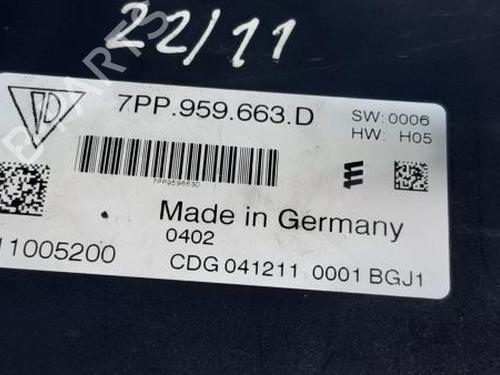 22/11
7PP.959.663.D
SW:0006
HW: H05
7PP959663D
Made in Germany
0402
11005200
CDG 041211 0001 BGJ1